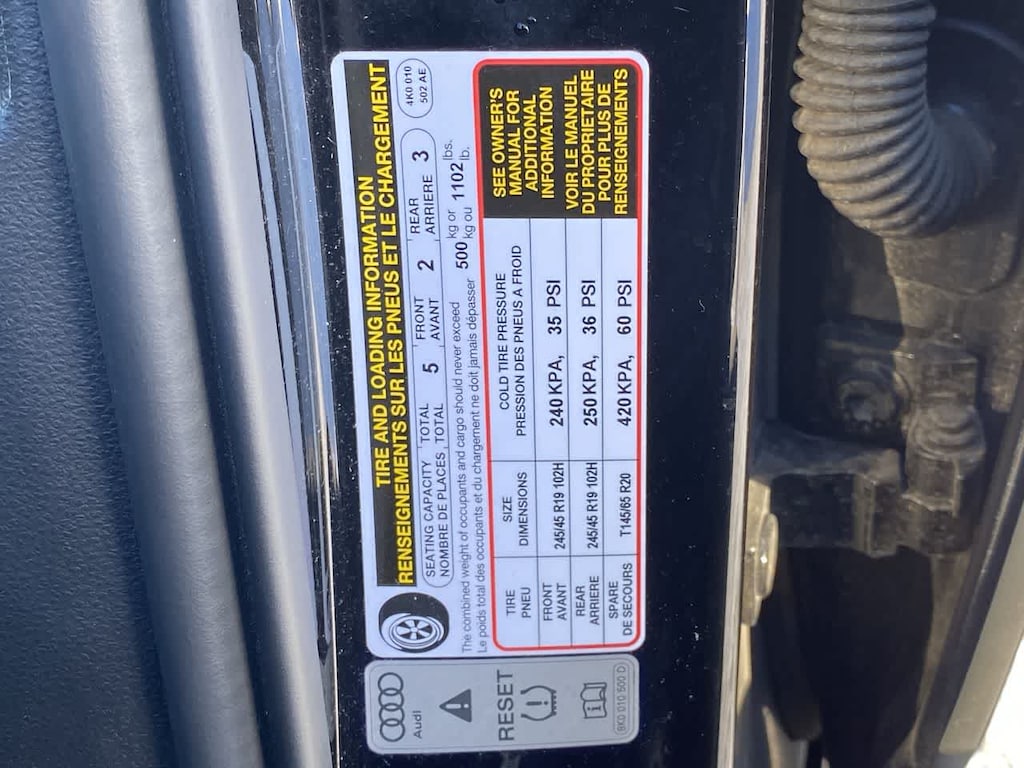 TIRE AND LOADING INFORMATION
RENSEIGNEMENTS SUR LES PNEUS ET LE CHARGEMENT
4K0 010
502 AE
SEATING CAPACITY TOTAL 5 FRONT 2 REAR 3
NOMBRE DE PLACES TOTAL AVANT ARRIERE
The combined weight of occupants and cargo should never exceed 500 kg or 1102 lbs.
Le poids total des occupants et du chargement ne doit jamais dépasser kg ou lb.
TIRE SIZE COLD TIRE PRESSURE
PNEU DIMENSIONS PRESSION DES PNEUS A FROID
FRONT
AVANT
245/45 R19 102H 240 KPA, 35 PSI
REAR
ARRIERE
245/45 R19 102H 250 KPA, 36 PSI
SPARE
DE SECOURS
T145/65 R20 420 KPA, 60 PSI
SEE OWNER'S
MANUAL FOR
ADDITIONAL
INFORMATION
VOIR LE MANUEL
DU PROPRIETAIRE
POUR PLUS DE
RENSEIGNEMENTS
Audi
RESET
8K0 010 500 D